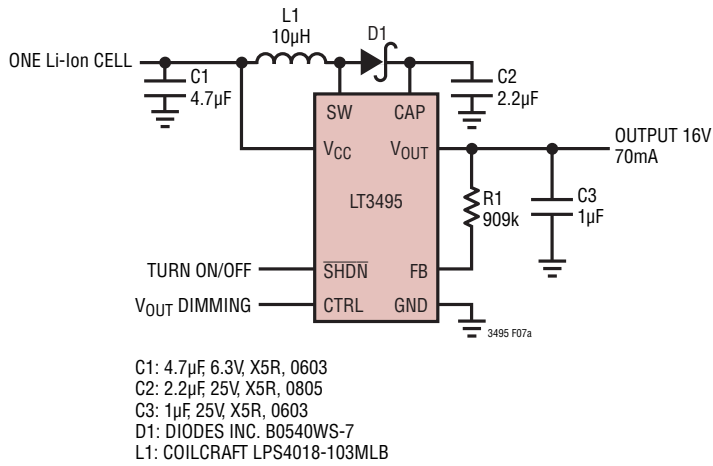 L1
10µH
D1
ONE Li-Ion CELL
C1
4.7µF
C2
2.2µF
SW
CAP
VCC
VOUT
OUTPUT 16V
70mA
LT3495
R1
909k
C3
1µF
TURN ON/OFF
SHDN
FB
VOUT DIMMING
CTRL
GND
3495 F07a
C1: 4.7µF, 6.3V, X5R, 0603
C2: 2.2µF, 25V, X5R, 0805
C3: 1µF, 25V, X5R, 0603
D1: DIODES INC. B0540WS-7
L1: COILCRAFT LPS4018-103MLB